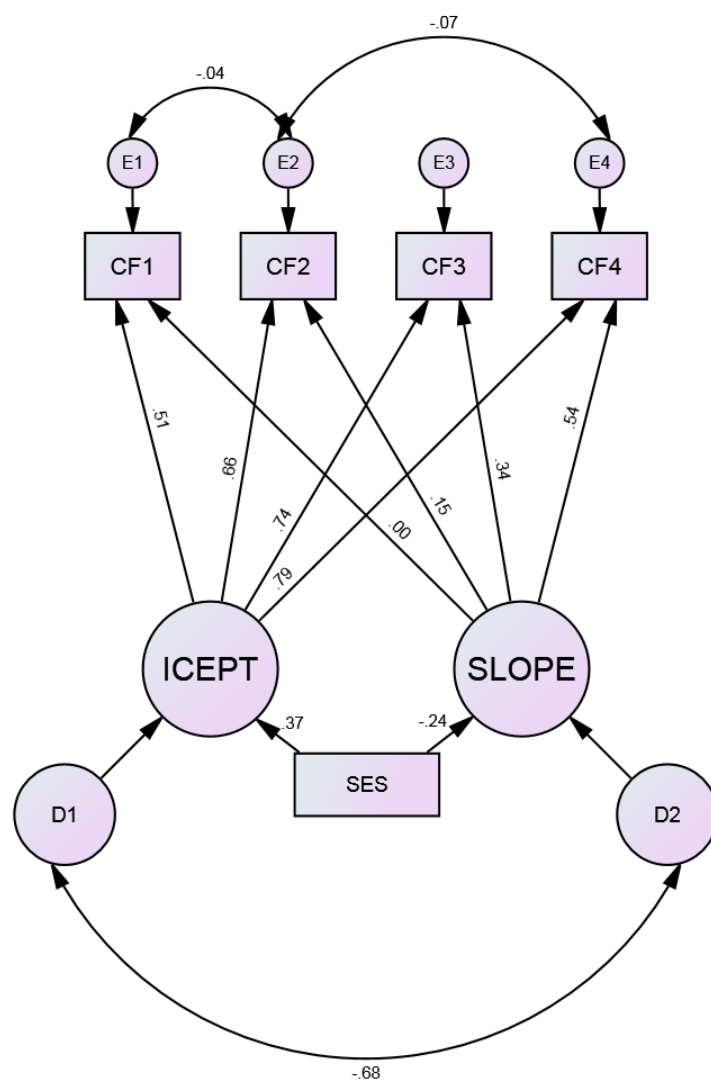 -.07
-.04
E1
E2
E3
E4
CF1
CF2
CF3
CF4
.51
.66
.74
.79
.00
.15
.34
.54
ICEPT
SLOPE
.37
-.24
SES
D1
D2
-.68